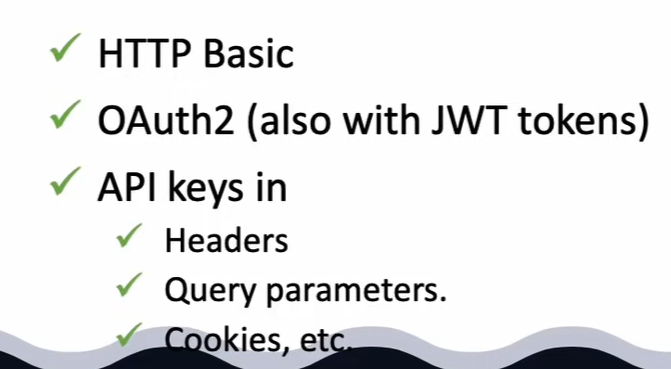 HTTP Basic
OAuth2 (also with JWT tokens)
API keys in
Headers
Query parameters.
Cookies, etc.